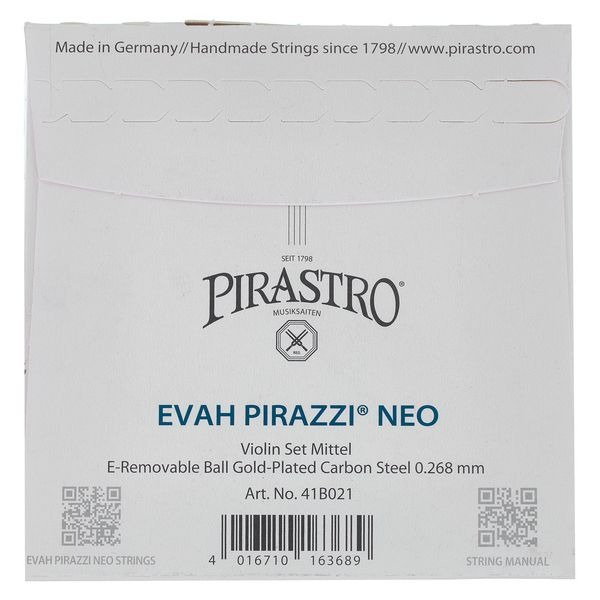 Made in Germany//Handmade Strings since 1798//www.pirastro.com
SEIT 1798
PIRASTRO®
MUSIKSAITEN
REG.
EVAH PIRAZZI® NEO
Violin Set Mittel
E-Removable Ball Gold-Plated Carbon Steel 0.268 mm
Art. No. 41B021
EVAH PIRAZZI NEO STRINGS
4 016710 163689
STRING MANUAL